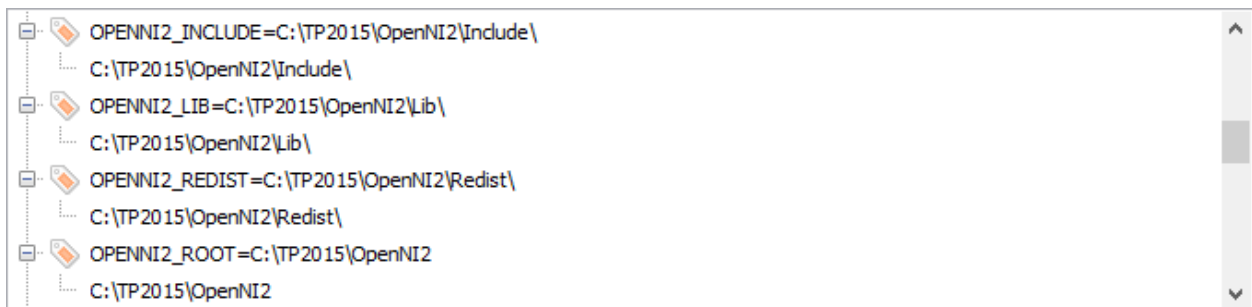 OPENNI2_INCLUDE=C:\TP2015\OpenNI2\Include\
C:\TP2015\OpenNI2\Include\
OPENNI2_LIB=C:\TP2015\OpenNI2\Lib\
C:\TP2015\OpenNI2\Lib\
OPENNI2_REDIST=C:\TP2015\OpenNI2\Redist\
C:\TP2015\OpenNI2\Redist\
OPENNI2_ROOT=C:\TP2015\OpenNI2
C:\TP2015\OpenNI2